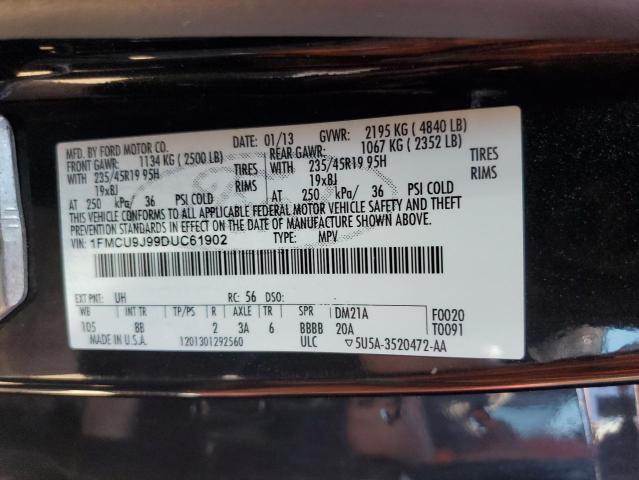 MFD. BY FORD MOTOR CO. DATE: 01/13 GVWR: 2195 KG ( 4840 LB)
FRONT GAWR: 1134 KG ( 2500 LB) REAR GAWR: 1067 KG ( 2352 LB)
WITH 235/45R19 95H TIRES WITH 235/45R19 95H TIRES
19x8J RIMS 19x8J RIMS
AT 250 kPa/ 36 PSI COLD AT 250 kPa/ 36 PSI COLD
THIS VEHICLE CONFORMS TO ALL APPLICABLE FEDERAL MOTOR VEHICLE SAFETY AND THEFT
PREVENTION STANDARDS IN EFFECT ON THE DATE OF MANUFACTURE SHOWN ABOVE.
VIN: 1FMCU9J99DUC61902 TYPE: MPV
EXT PNT: UH RC: 56 DSO:
WB INT TR TP/PS R AXLE TR SPR DM21A F0020
105 BB 2 3A 6 BBBB 20A T0091
MADE IN U.S.A. 1201301292560 ULC ▽5U5A-3520472-AA